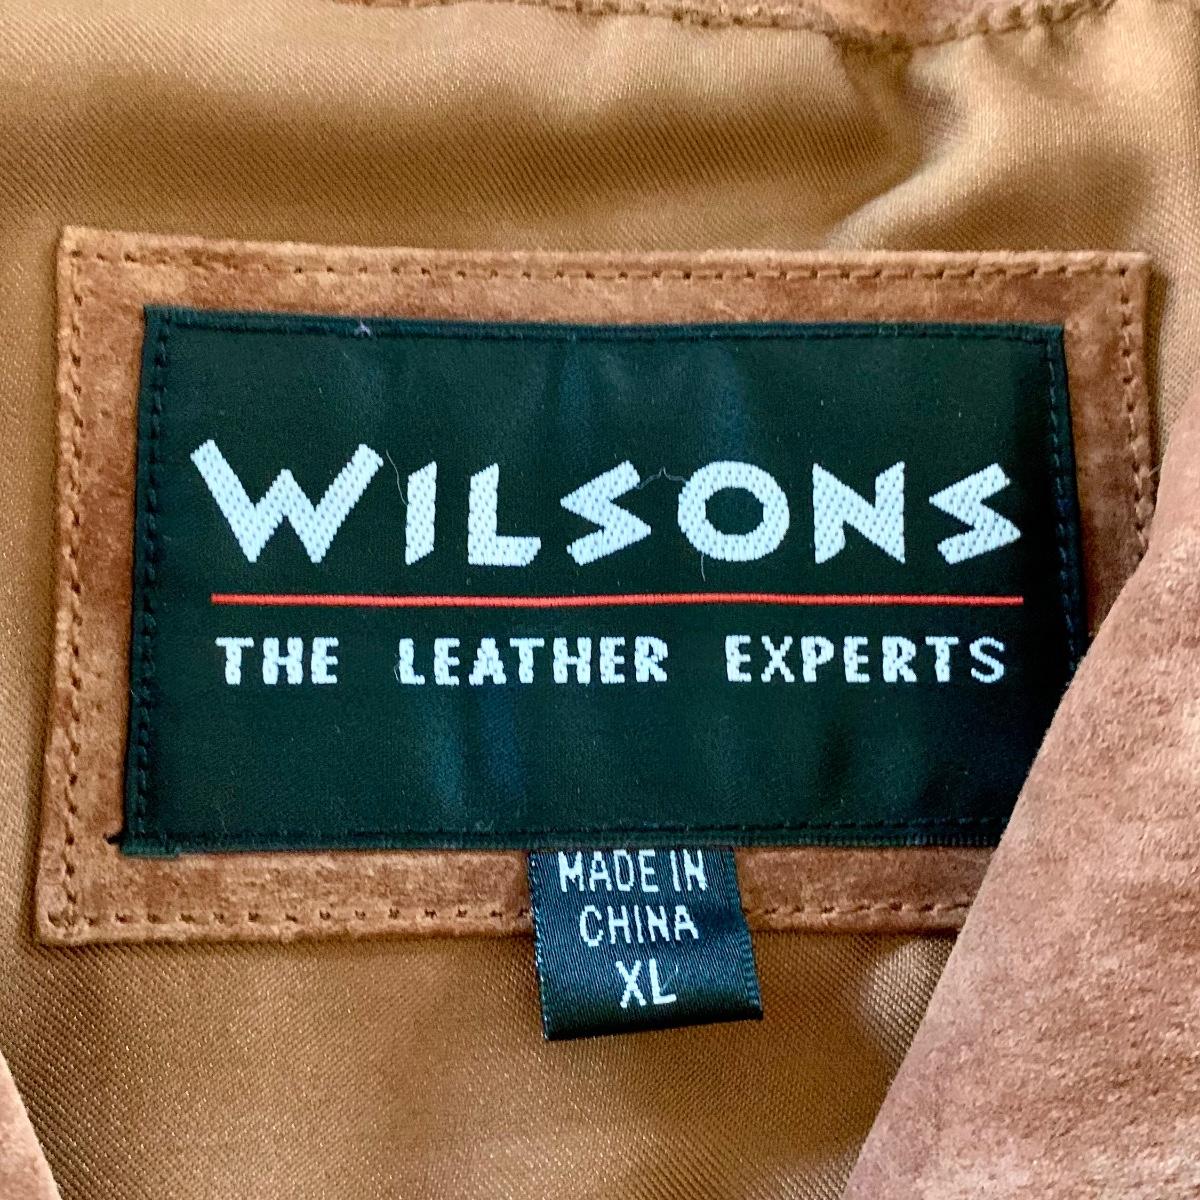 WILSONS
THE LEATHER EXPERTS
MADE IN
CHINA
XL